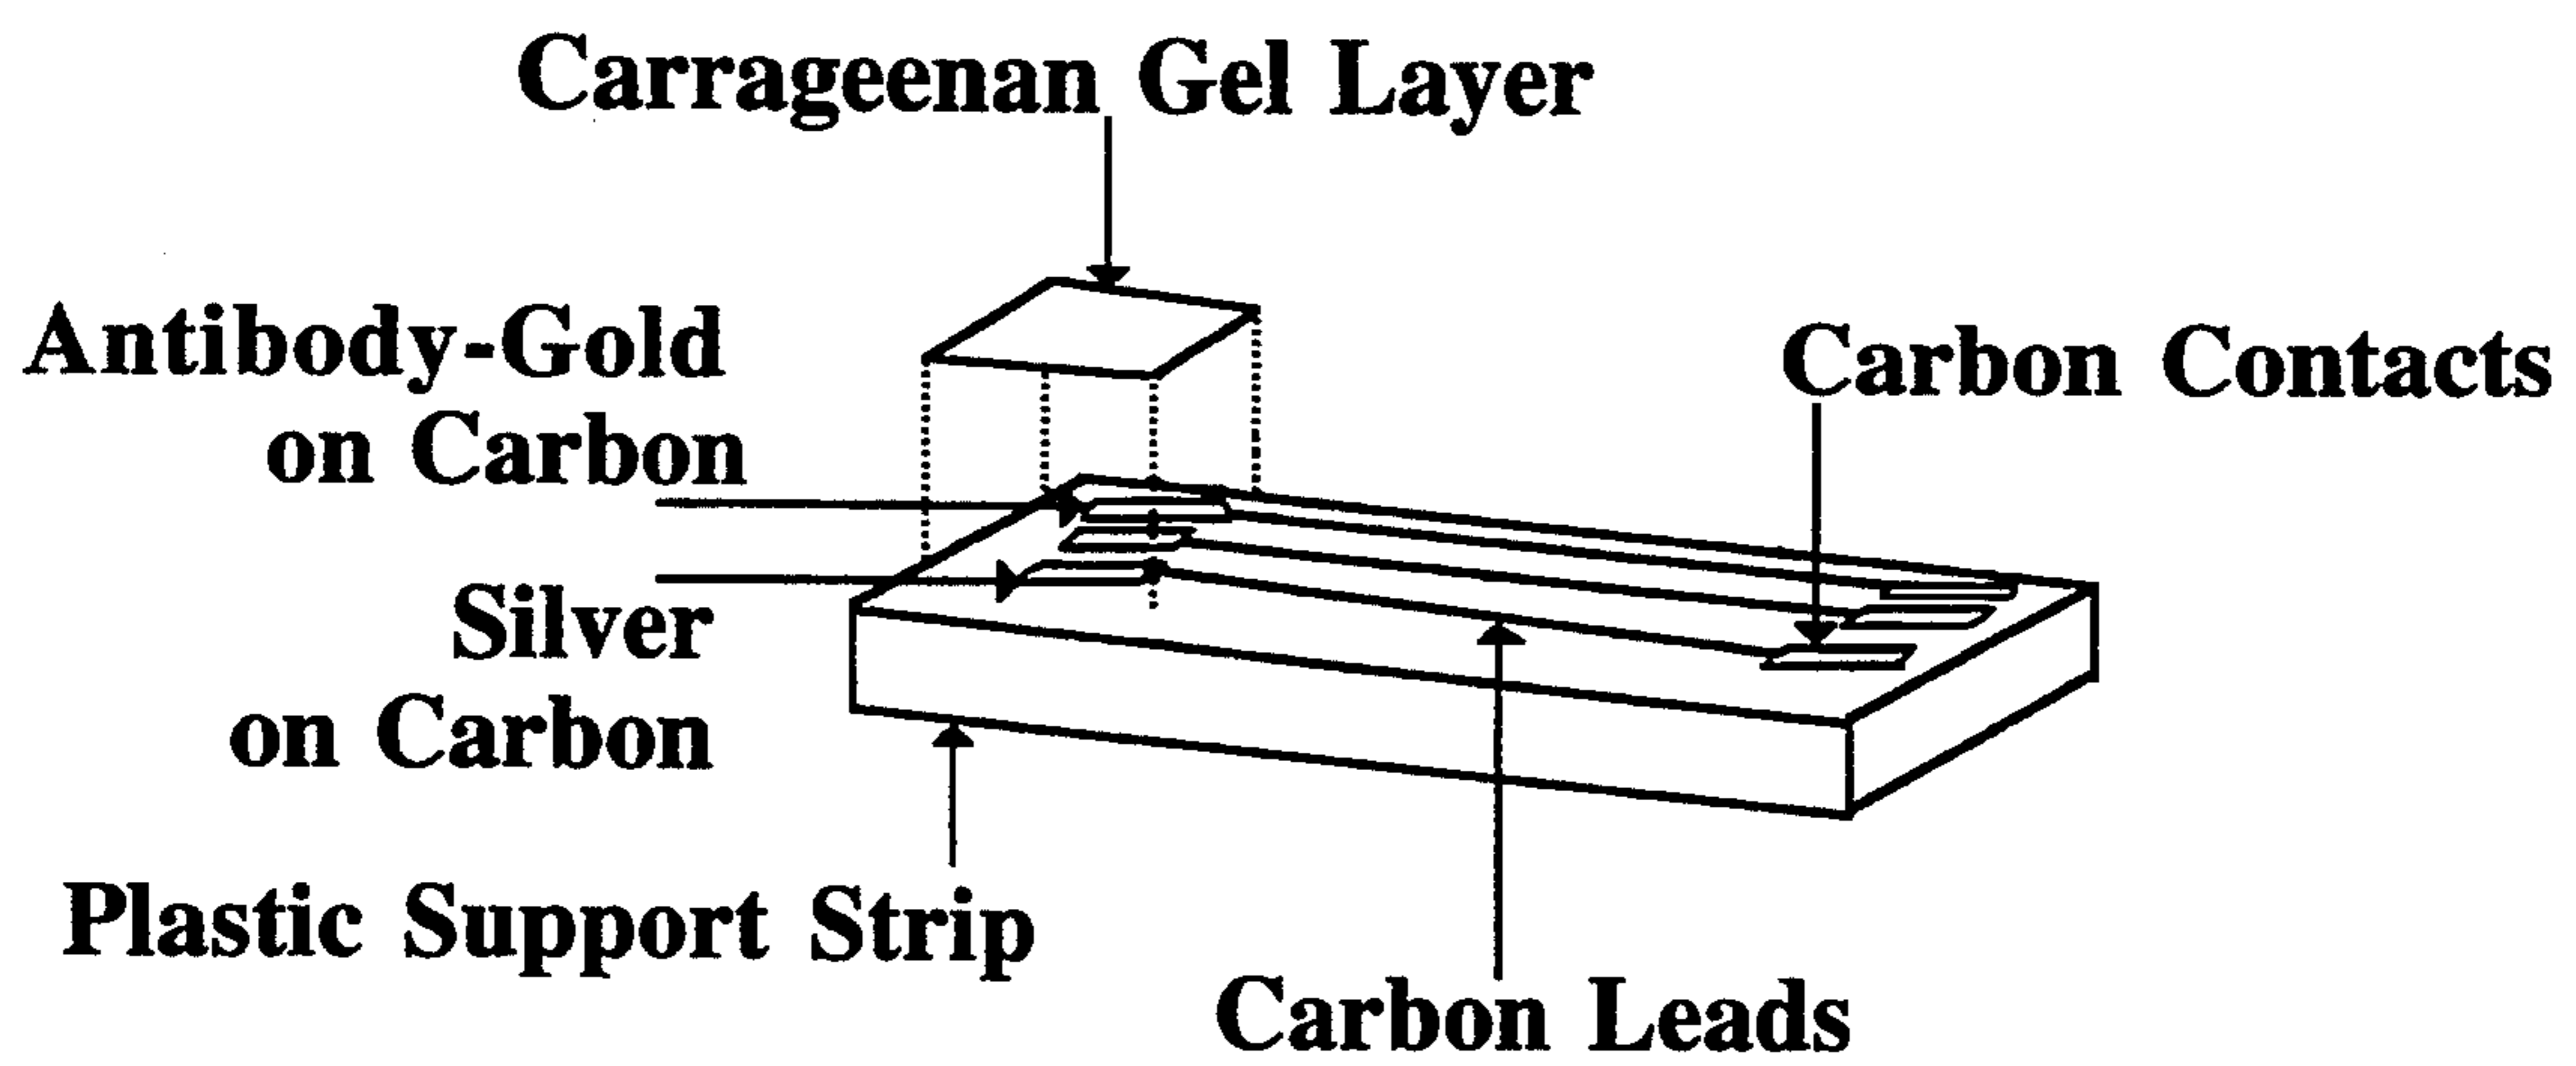 Carrageenan Gel Layer
Antibody-Gold
on Carbon
Carbon Contacts
Silver
on Carbon
Plastic Support Strip
Carbon Leads